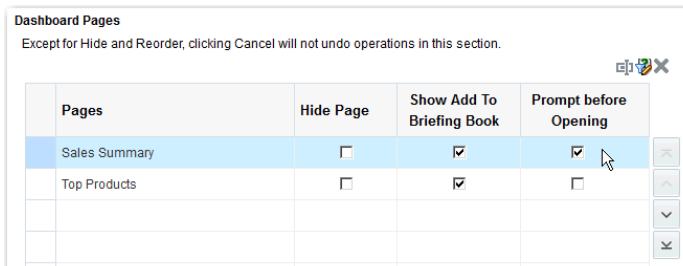 Dashboard Pages
Except for Hide and Reorder, clicking Cancel will not undo operations in this section.
Pages
Hide Page
Show Add To
Briefing Book
Prompt before
Opening
Sales Summary
Top Products